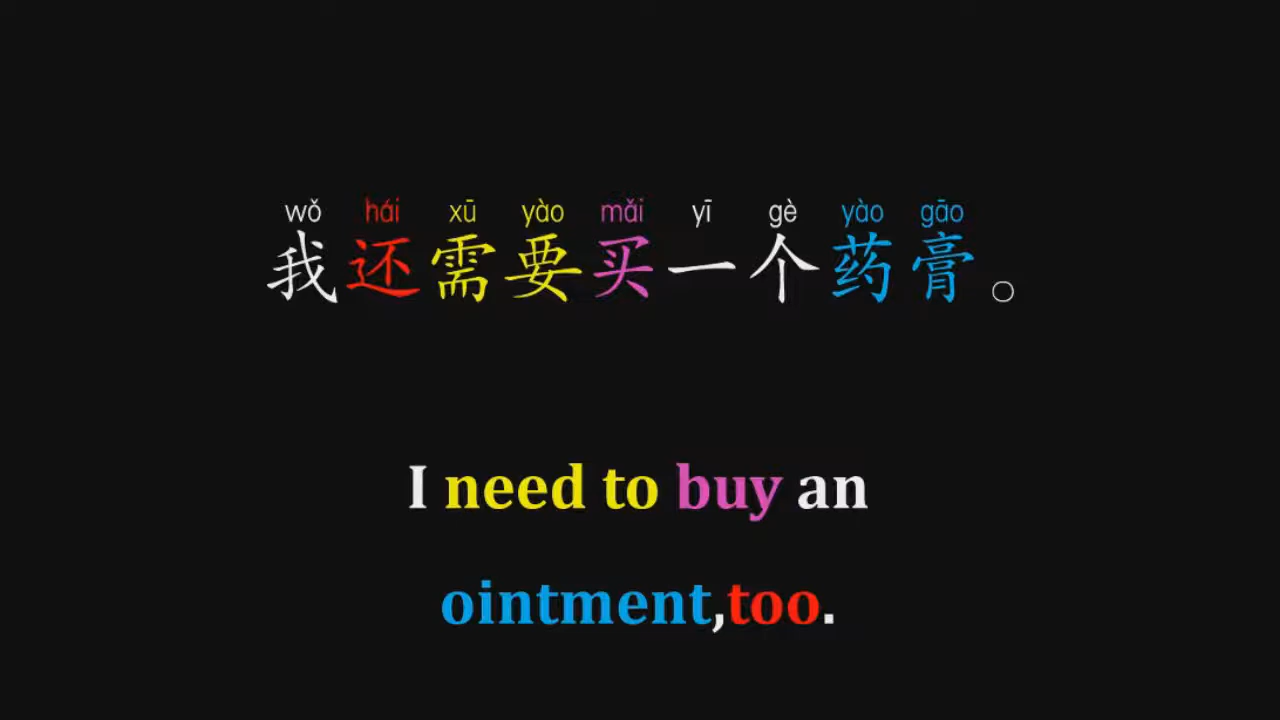 wǒ hái xū yào mǎi yī gè yào gāo
我还需要买一个药膏。
I need to buy an
ointment,too.